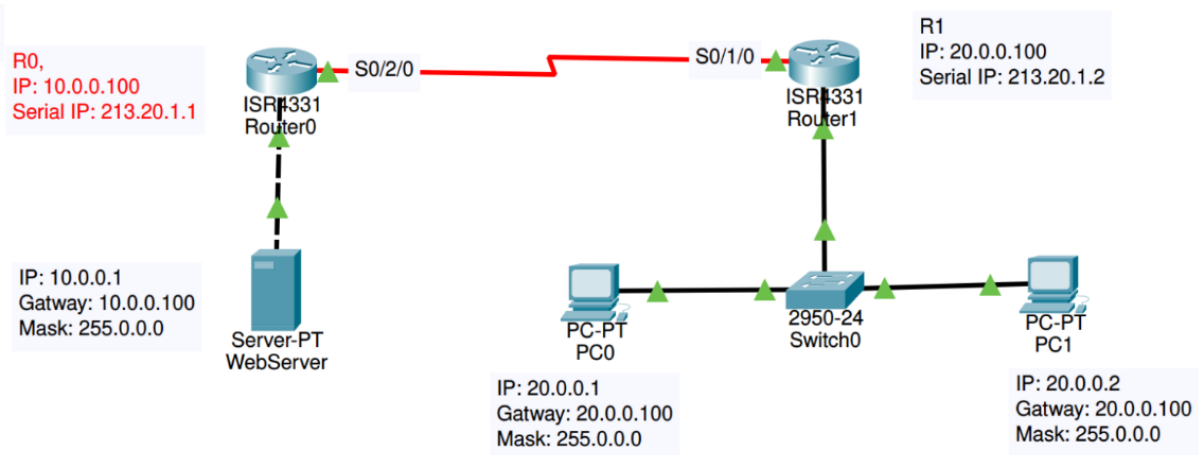 R0,
IP: 10.0.0.100
Serial IP: 213.20.1.1
S0/2/0
ISR4331
Router0
S0/1/0
ISR4331
Router1
R1
IP: 20.0.0.100
Serial IP: 213.20.1.2
IP: 10.0.0.1
Gatway: 10.0.0.100
Mask: 255.0.0.0
Server-PT
WebServer
PC-PT
PC0
2950-24
Switch0
PC-PT
PC1
IP: 20.0.0.1
Gatway: 20.0.0.100
Mask: 255.0.0.0
IP: 20.0.0.2
Gatway: 20.0.0.100
Mask: 255.0.0.0